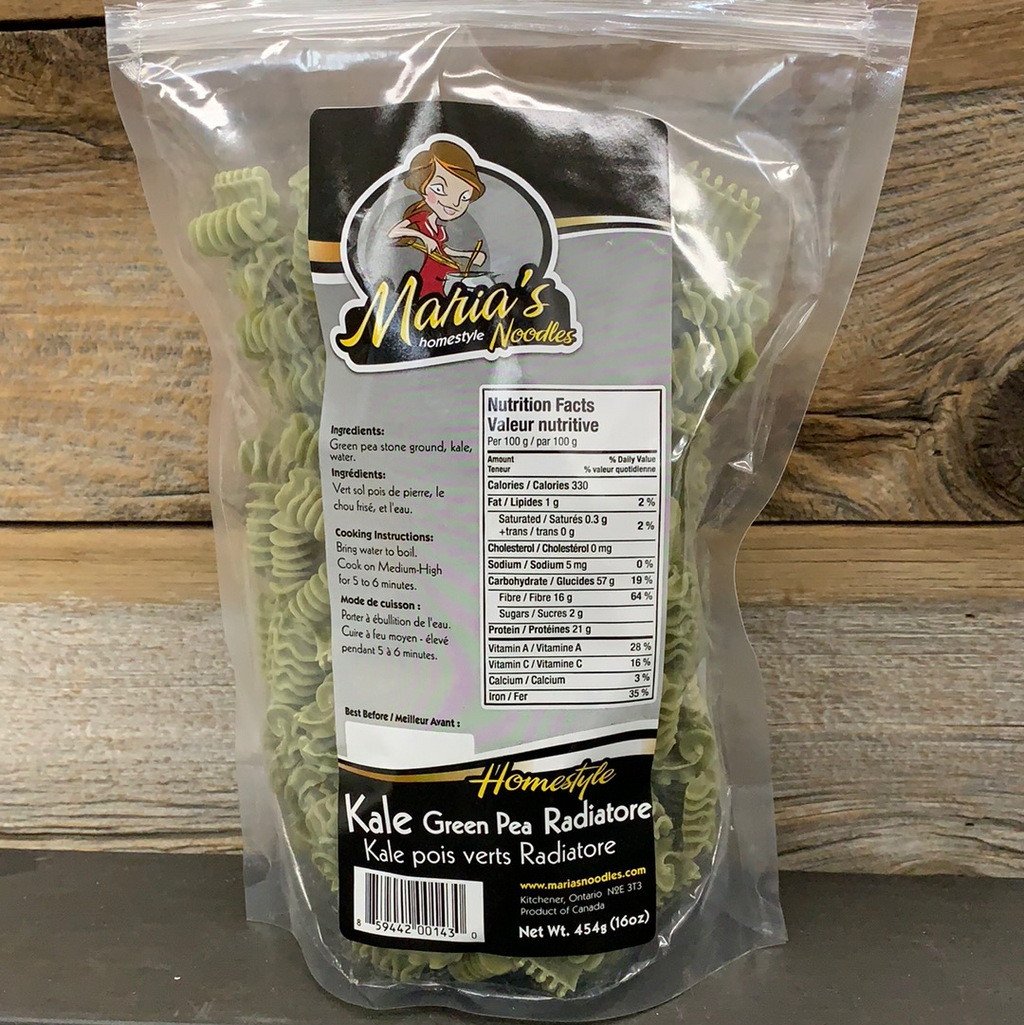 Maria's
homestyle Noodles
Ingredients:
Green pea stone ground, kale,
water.
Ingrédients:
Vert sol pois de pierre, le
chou frisé, et l'eau.
Cooking Instructions:
Bring water to boil.
Cook on Medium-High
for 5 to 6 minutes.
Mode de cuisson :
Porter à ébullition de l'eau.
Cuire à feu moyen - élevé
pendant 5 à 6 minutes.
Best Before / Meilleur Avant :
Nutrition Facts
Valeur nutritive
Per 100 g / par 100 g
Amount % Daily Value
Teneur % valeur quotidienne
Calories / Calories 330
Fat / Lipides 1 g 2 %
Saturated / Saturés 0.3 g
+trans / trans 0 g 2 %
Cholesterol / Cholestérol 0 mg
Sodium / Sodium 5 mg 0 %
Carbohydrate / Glucides 57 g 19 %
Fibre / Fibre 16 g 64 %
Sugars / Sucres 2 g
Protein / Protéines 21 g
Vitamin A / Vitamine A 28 %
Vitamin C / Vitamine C 16 %
Calcium / Calcium 3 %
Iron / Fer 35 %
Homestyle
Kale Green Pea Radiatore
Kale pois verts Radiatore
8 59442 00143 0
www.mariasnoodles.com
Kitchener, Ontario N2E 3T3
Product of Canada
Net Wt. 454g (16oz)